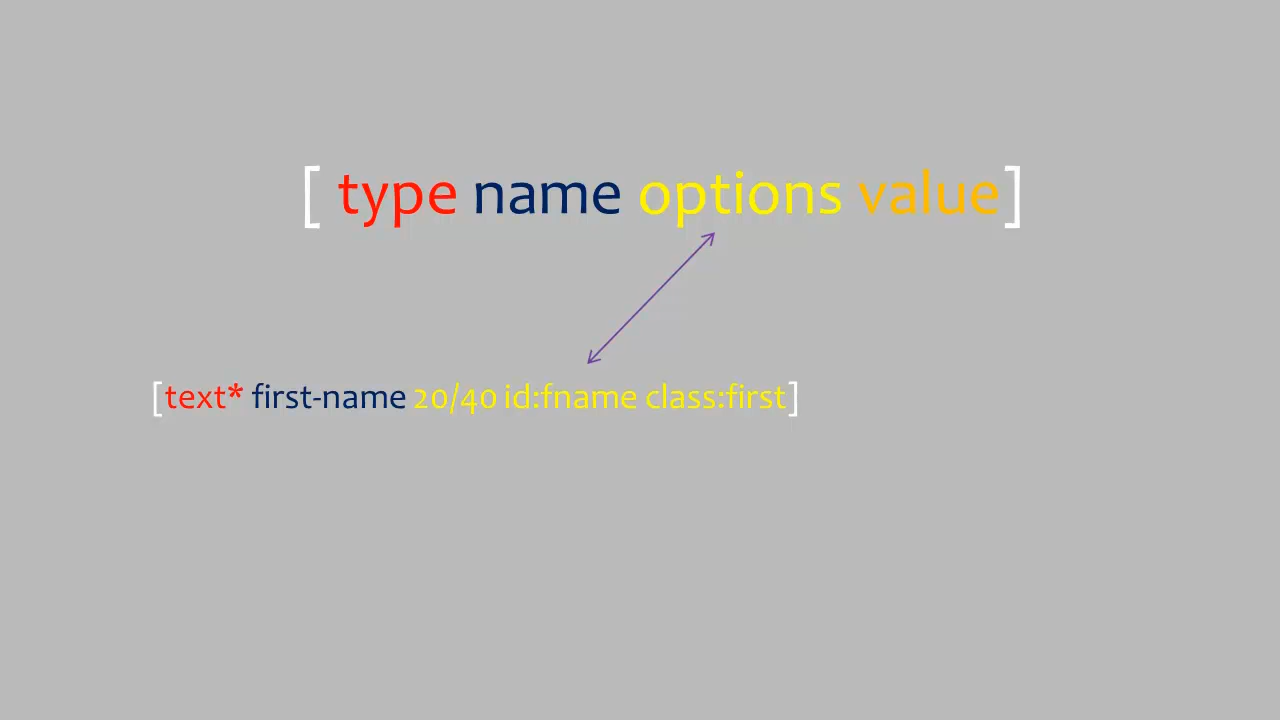 [ type name options value]
[text* first-name 20/40 id:fname class:first]